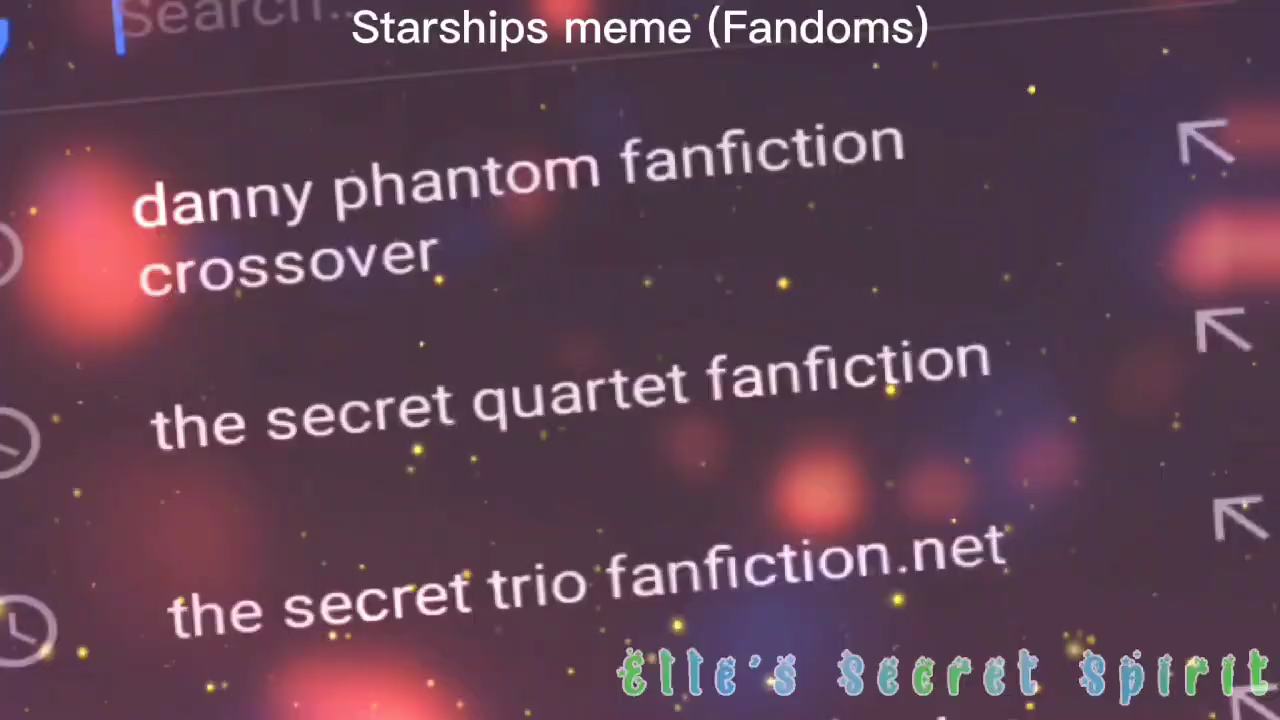 Search...
Starships meme (Fandoms)
danny phantom fanfiction
crossover
the secret quartet fanfiction
the secret trio fanfiction.net
Elle's Secret Spirit